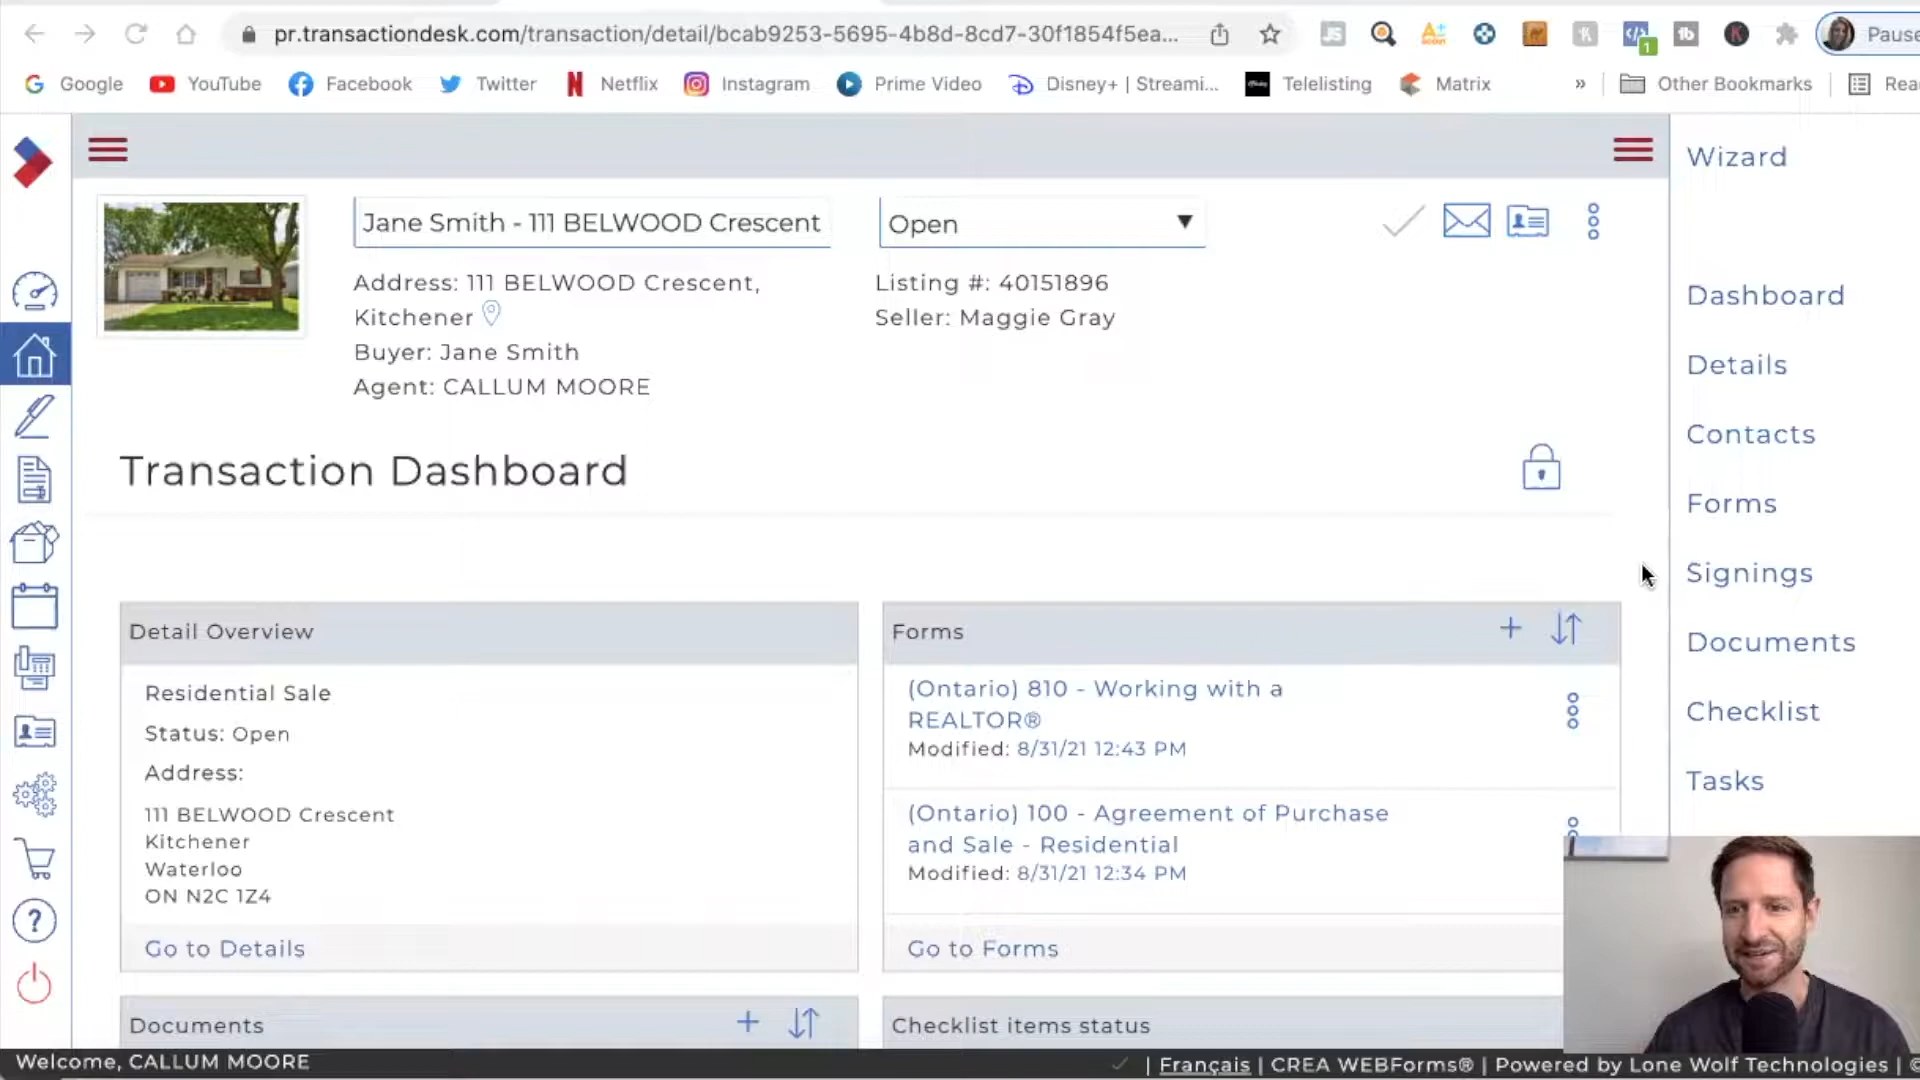 pr.transactiondesk.com/transaction/detail/bcab9253-5695-4b8d-8cd7-30f1854f5ea...
JS
A+
1
tb
K
Pause
Google
YouTube
Facebook
Twitter
Netflix
Instagram
Prime Video
Disney+ | Streami...
Telelisting
Matrix
»
Other Bookmarks
Rea
Jane Smith - 111 BELWOOD Crescent
Open
Address: 111 BELWOOD Crescent,
Kitchener
Buyer: Jane Smith
Agent: CALLUM MOORE
Listing #: 40151896
Seller: Maggie Gray
Transaction Dashboard
Detail Overview
Residential Sale
Status: Open
Address:
111 BELWOOD Crescent
Kitchener
Waterloo
ON N2C 1Z4
Go to Details
Forms
(Ontario) 810 - Working with a
REALTOR®
Modified: 8/31/21 12:43 PM
(Ontario) 100 - Agreement of Purchase
and Sale - Residential
Modified: 8/31/21 12:34 PM
Go to Forms
Documents
Checklist items status
Wizard
Dashboard
Details
Contacts
Forms
Signings
Documents
Checklist
Tasks
Welcome, CALLUM MOORE
| Français | CREA WEBForms® | Powered by Lone Wolf Technologies | ©